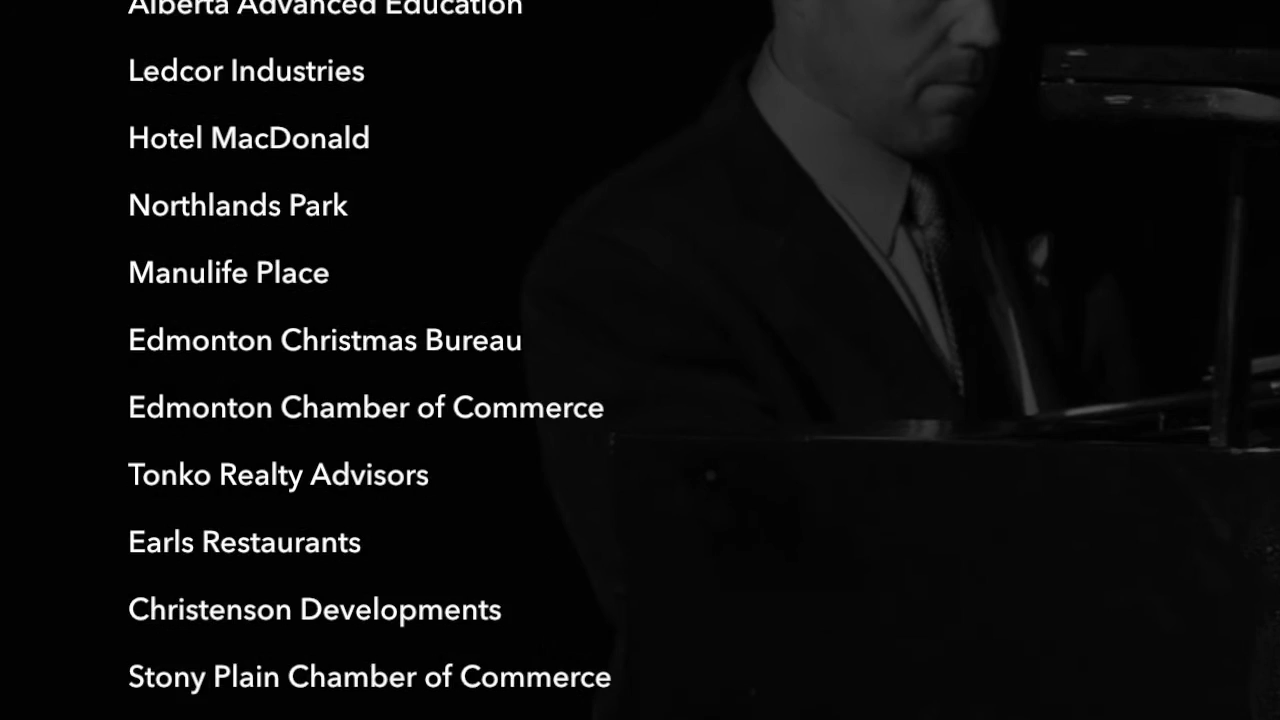 Alberta Advanced Education
Ledcor Industries
Hotel MacDonald
Northlands Park
Manulife Place
Edmonton Christmas Bureau
Edmonton Chamber of Commerce
Tonko Realty Advisors
Earls Restaurants
Christenson Developments
Stony Plain Chamber of Commerce